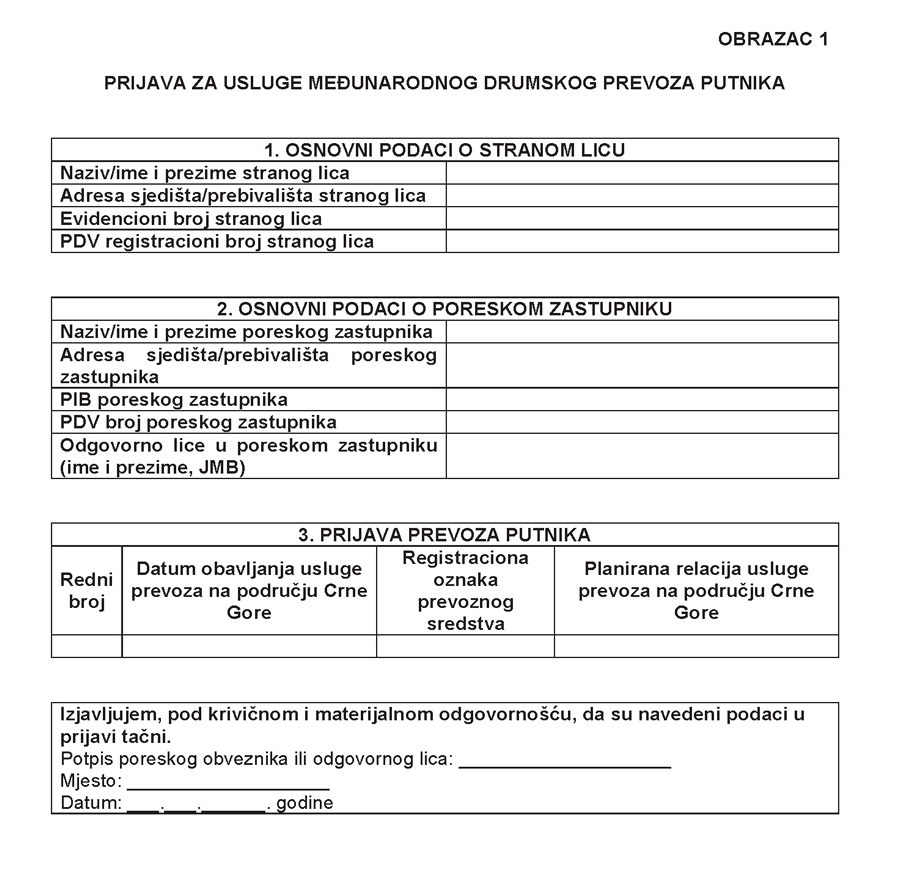 OBRAZAC 1
PRIJAVA ZA USLUGE MEĐUNARODNOG DRUMSKOG PREVOZA PUTNIKA
1. OSNOVNI PODACI O STRANOM LICU
Naziv/ime i prezime stranog lica
Adresa sjedišta/prebivališta stranog lica
Evidencioni broj stranog lica
PDV registracioni broj stranog lica
2. OSNOVNI PODACI O PORESKOM ZASTUPNIKU
Naziv/ime i prezime poreskog zastupnika
Adresa sjedišta/prebivališta poreskog
zastupnika
PIB poreskog zastupnika
PDV broj poreskog zastupnika
Odgovorno lice u poreskom zastupniku
(ime i prezime, JMB)
3. PRIJAVA PREVOZA PUTNIKA
Redni
broj
Datum obavljanja usluge
prevoza na području Crne
Gore
Registraciona
oznaka
prevoznog
sredstva
Planirana relacija usluge
prevoza na području Crne
Gore
Izjavljujem, pod krivičnom i materijalnom odgovornošću, da su navedeni podaci u
prijavi tačni.
Potpis poreskog obveznika ili odgovornog lica: ____________________
Mjesto: ___________________
Datum: ___.___.______. godine